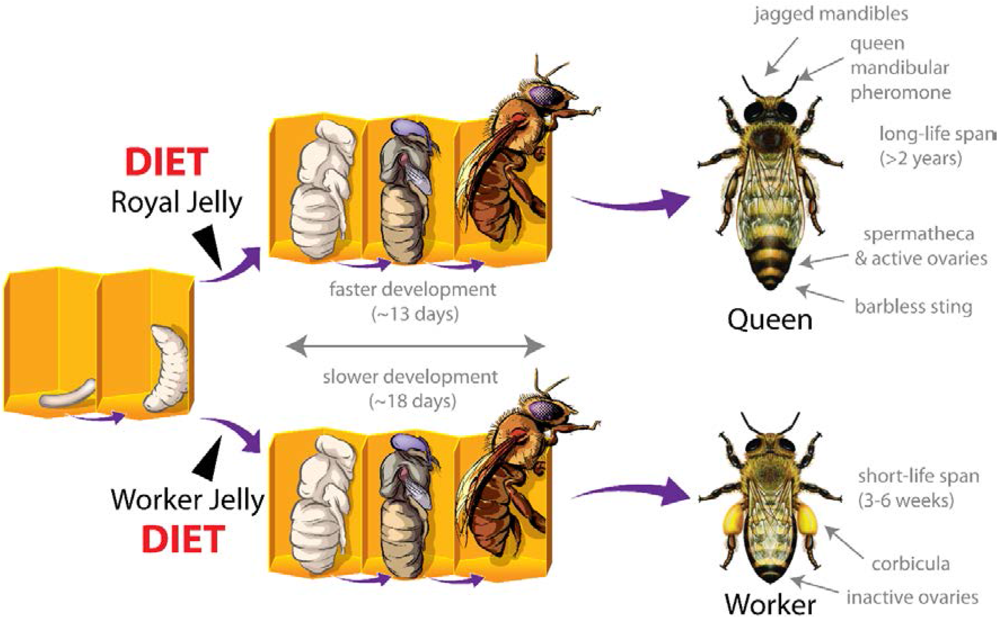 jagged mandibles
queen
mandibular
pheromone
long-life span
(>2 years)
spermatheca
& active ovaries
barbless sting
Queen
DIET
Royal Jelly
faster development
(~13 days)
slower development
(~18 days)
Worker Jelly
DIET
short-life span
(3-6 weeks)
corbicula
inactive ovaries
Worker